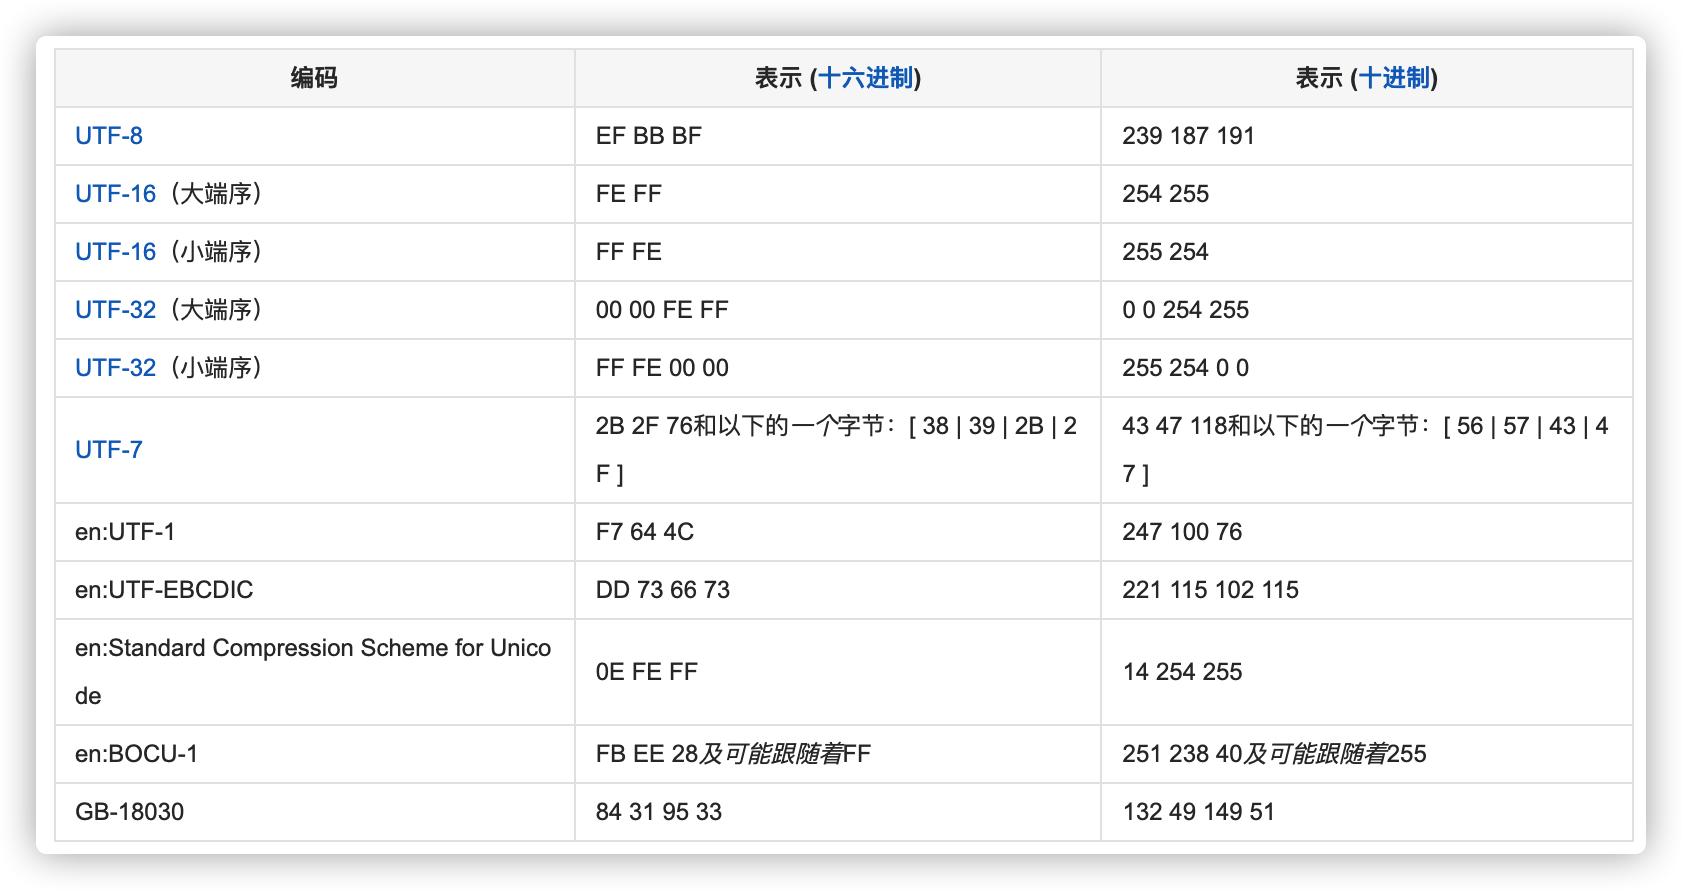 编码 表示 (十六进制) 表示 (十进制)
UTF-8 EF BB BF 239 187 191
UTF-16（大端序） FE FF 254 255
UTF-16（小端序） FF FE 255 254
UTF-32（大端序） 00 00 FE FF 0 0 254 255
UTF-32（小端序） FF FE 00 00 255 254 0 0
UTF-7 2B 2F 76和以下的一个字节：[ 38 | 39 | 2B | 2 43 47 118和以下的一个字节：[ 56 | 57 | 43 | 4
F ] 7 ]
en:UTF-1 F7 64 4C 247 100 76
en:UTF-EBCDIC DD 73 66 73 221 115 102 115
en:Standard Compression Scheme for Unico
de 0E FE FF 14 254 255
en:BOCU-1 FB EE 28及可能跟随着FF 251 238 40及可能跟随着255
GB-18030 84 31 95 33 132 49 149 51